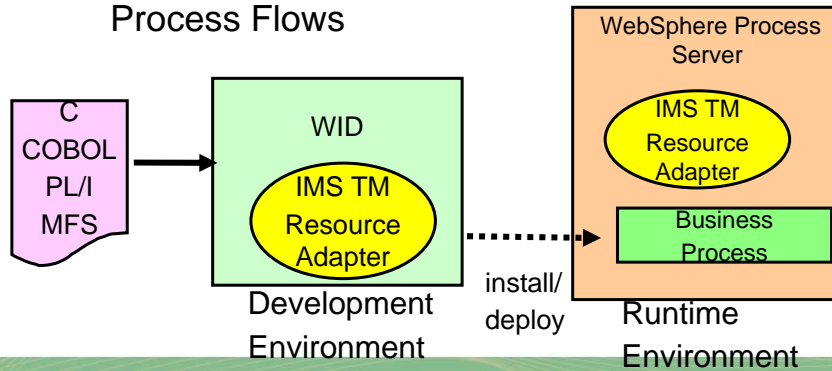 Process Flows
C
COBOL
PL/I
MFS
WID
IMS TM
Resource
Adapter
Development
Environment
install/
deploy
WebSphere Process
Server
IMS TM
Resource
Adapter
Business
Process
Runtime
Environment